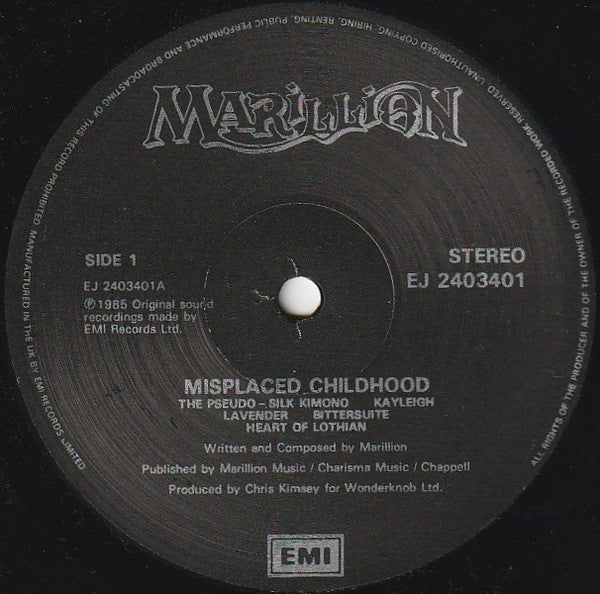 ALL RIGHTS OF THE PRODUCER AND OF THE OWNER OF THE RECORDED WORK RESERVED UNAUTHORISED COPYING, HIRING, RENTING, PUBLIC PERFORMANCE AND BROADCASTING OF THIS RECORD PROHIBITED. MANUFACTURED IN THE UK BY EMI RECORDS LIMITED
MARILLION
SIDE 1
EJ 2403401A
℗1985 Original sound
recordings made by
EMI Records Ltd.
STEREO
EJ 2403401
MISPLACED CHILDHOOD
THE PSEUDO-SILK KIMONO KAYLEIGH
LAVENDER BITTERSUITE
HEART OF LOTHIAN
Written and Composed by Marillion
Published by Marillion Music / Charisma Music / Chappell
Produced by Chris Kimsey for Wonderknob Ltd.
EMI